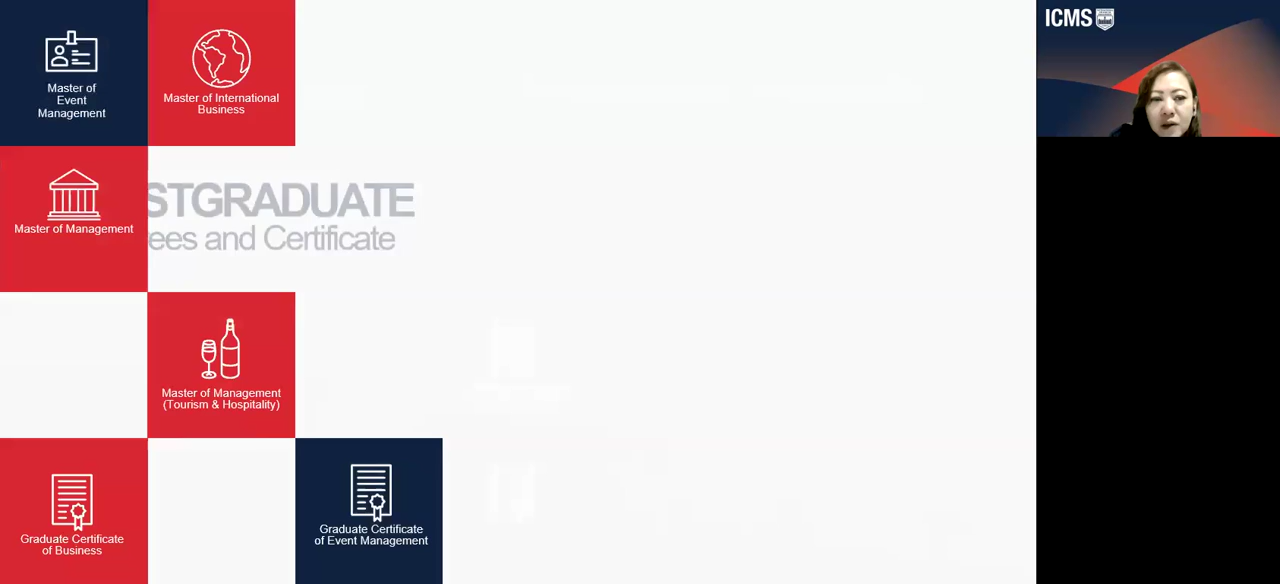 Master of
Event
Management
Master of International
Business
ICMS
STGRADUATE
ees and Certificate
Master of Management
Master of Management
(Tourism & Hospitality)
Graduate Certificate
of Business
Graduate Certificate
of Event Management